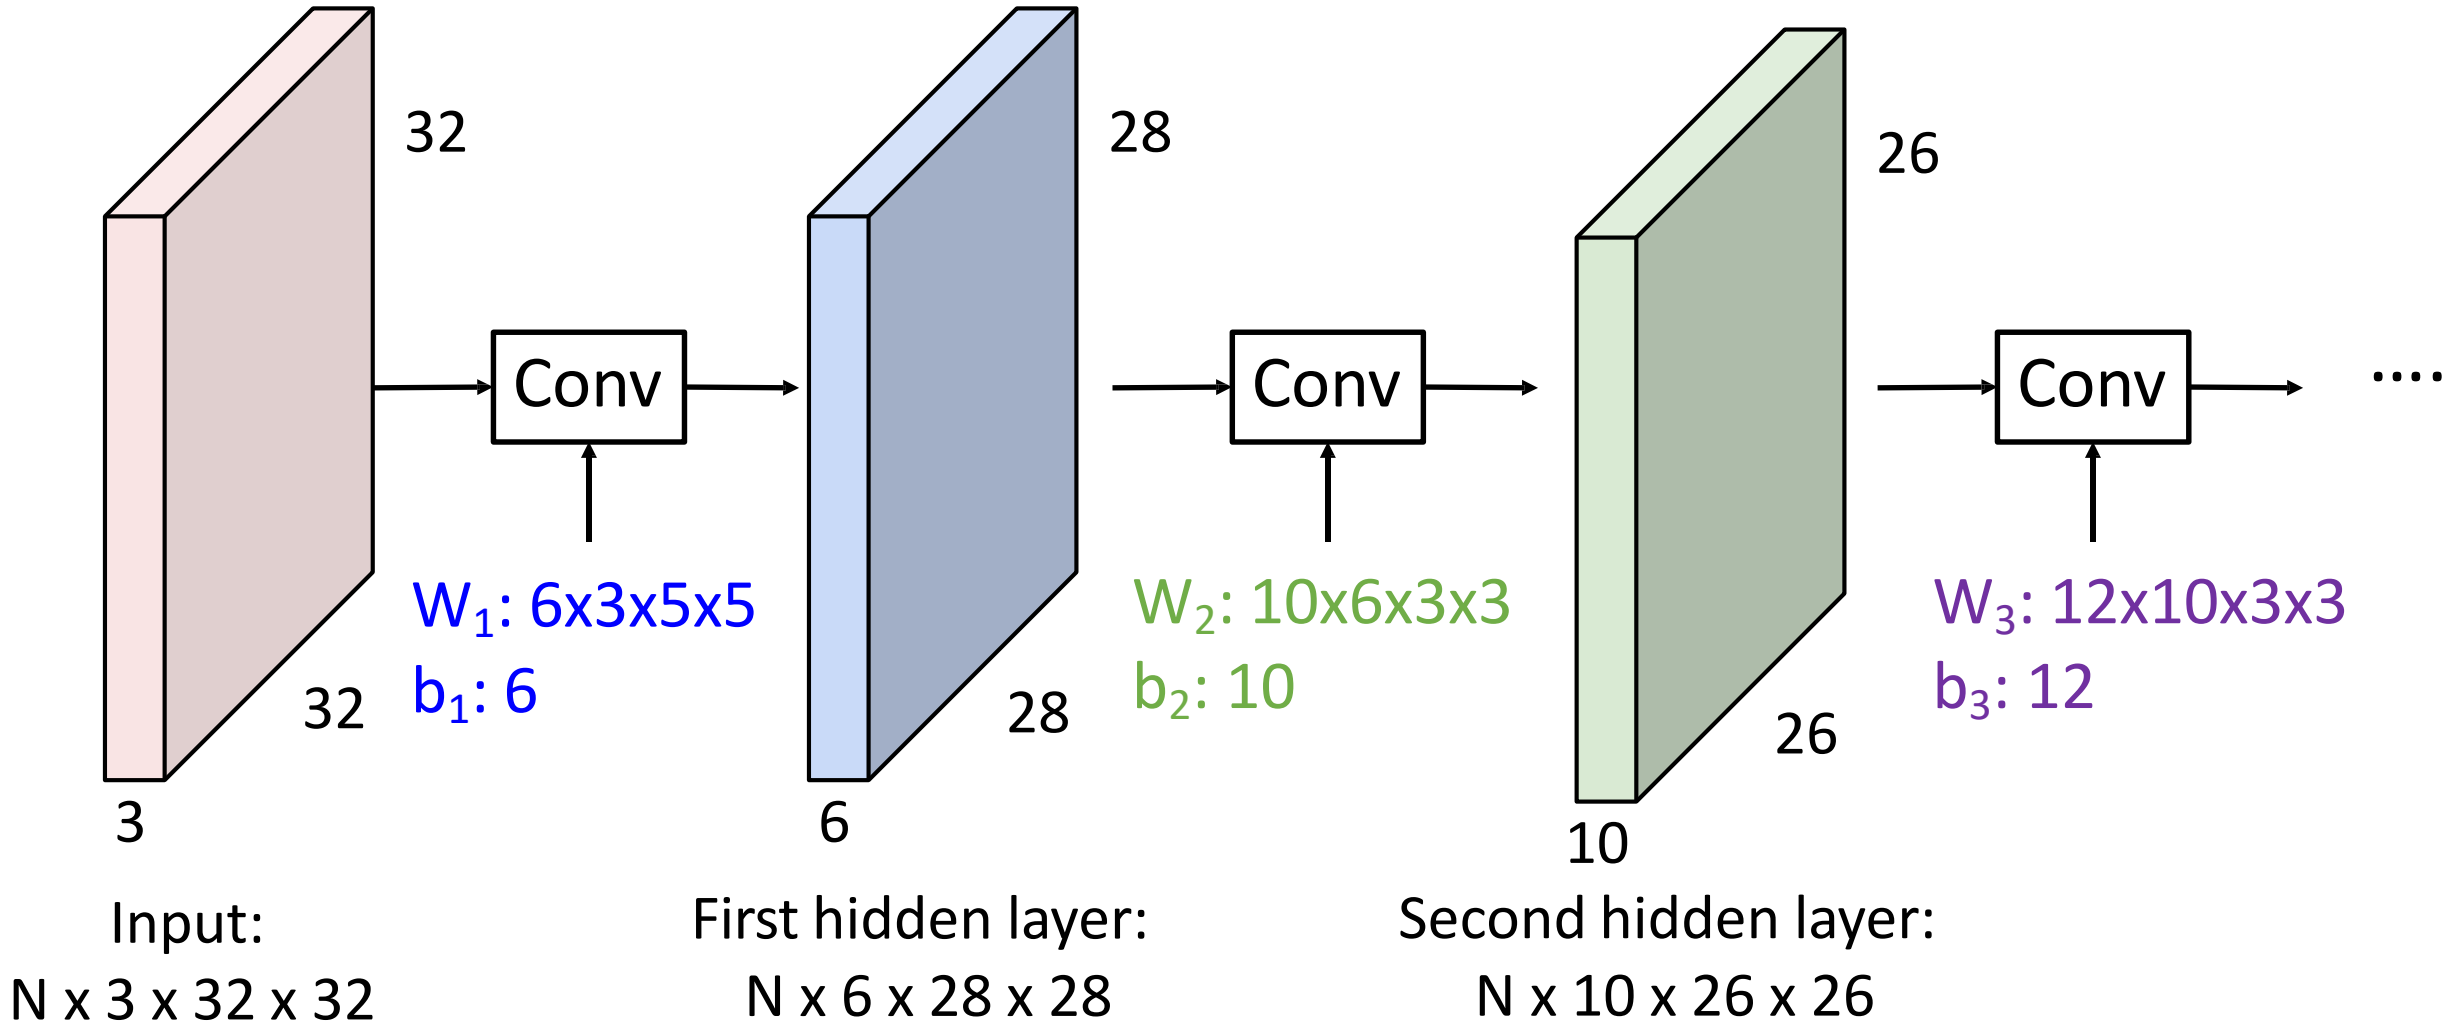 32
28
26
Conv
Conv
Conv
....
W1: 6x3x5x5
b1: 6
W2: 10x6x3x3
b2: 10
W3: 12x10x3x3
b3: 12
32
28
26
3
6
10
Input:
N x 3 x 32 x 32
First hidden layer:
N x 6 x 28 x 28
Second hidden layer:
N x 10 x 26 x 26